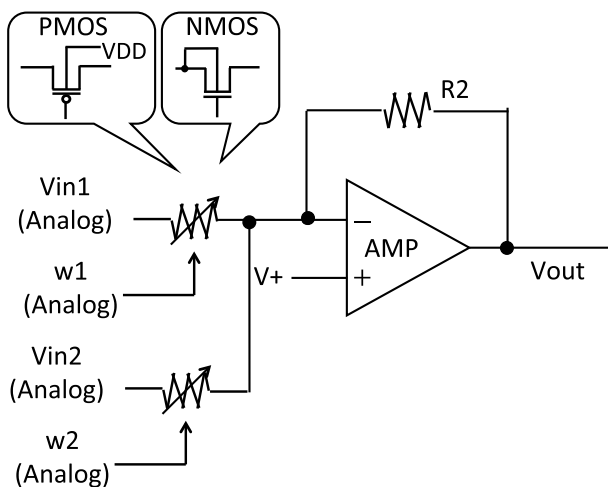 PMOS
VDD
NMOS
R2
Vin1
(Analog)
w1
(Analog)
V+
−
AMP
+
Vout
Vin2
(Analog)
w2
(Analog)